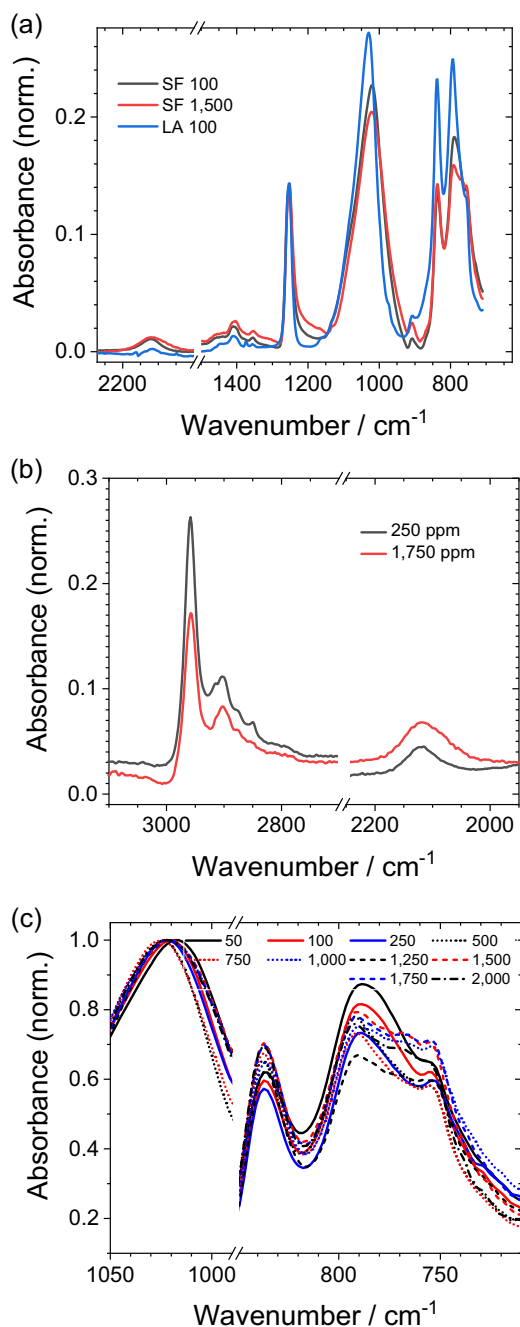 (a)
SF 100
SF 1,500
LA 100
0.2
0.1
0.0
Absorbance (norm.)
2200 1400 1200 1000 800
Wavenumber / cm-1
(b)
0.3
250 ppm
1,750 ppm
0.2
0.1
0.0
Absorbance (norm.)
3000 2800 2200 2000
Wavenumber / cm-1
(c)
50 100 250 500
750 1,000 1,250 1,500
1,750 2,000
1.0
0.8
0.6
0.4
0.2
Absorbance (norm.)
1050 1000 800 750
Wavenumber / cm-1